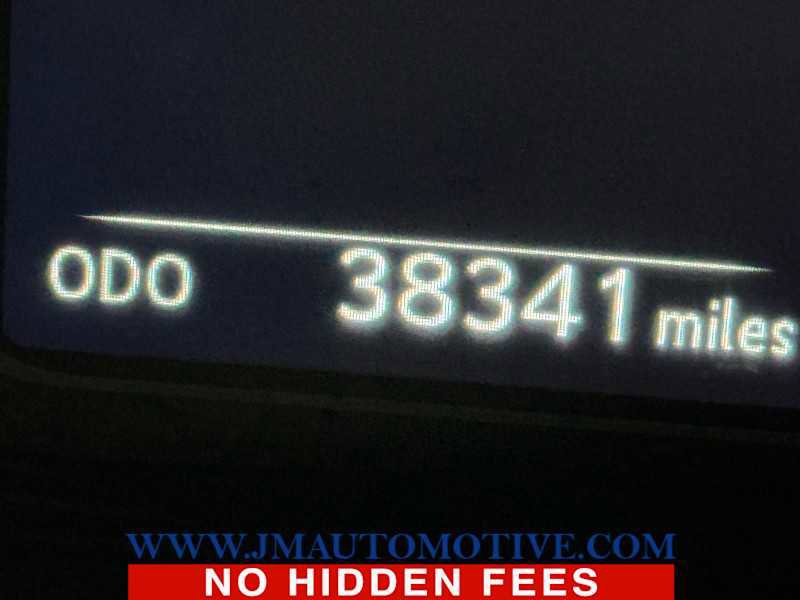 ODO 38341 miles
WWW.JMAUTOMOTIVE.COM
NO HIDDEN FEES